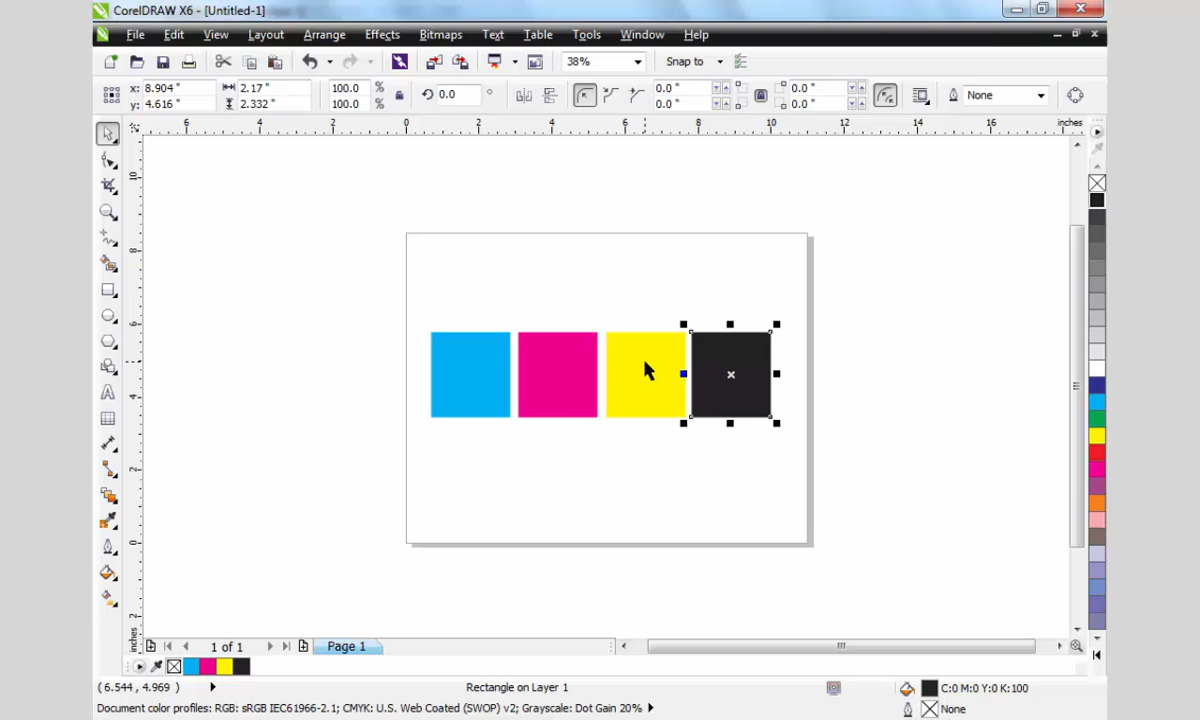 CorelDRAW X6 - [Untitled-1]
File Edit View Layout Arrange Effects Bitmaps Text Table Tools Window Help
38% Snap to
x: 8.904 " 2.17 " 100.0 % 0.0 ° 0.0 " 0.0 " None
y: 4.616 " 2.332 " 100.0 % 0.0 " 0.0 "
6 4 2 0 2 4 6 8 10 12 14 16 inches
10
8
6
4
2
0
2
inches
1 of 1 Page 1
( 6.544 , 4.969 ) Rectangle on Layer 1 C:0 M:0 Y:0 K:100
Document color profiles: RGB: sRGB IEC61966-2.1; CMYK: U.S. Web Coated (SWOP) v2; Grayscale: Dot Gain 20% None